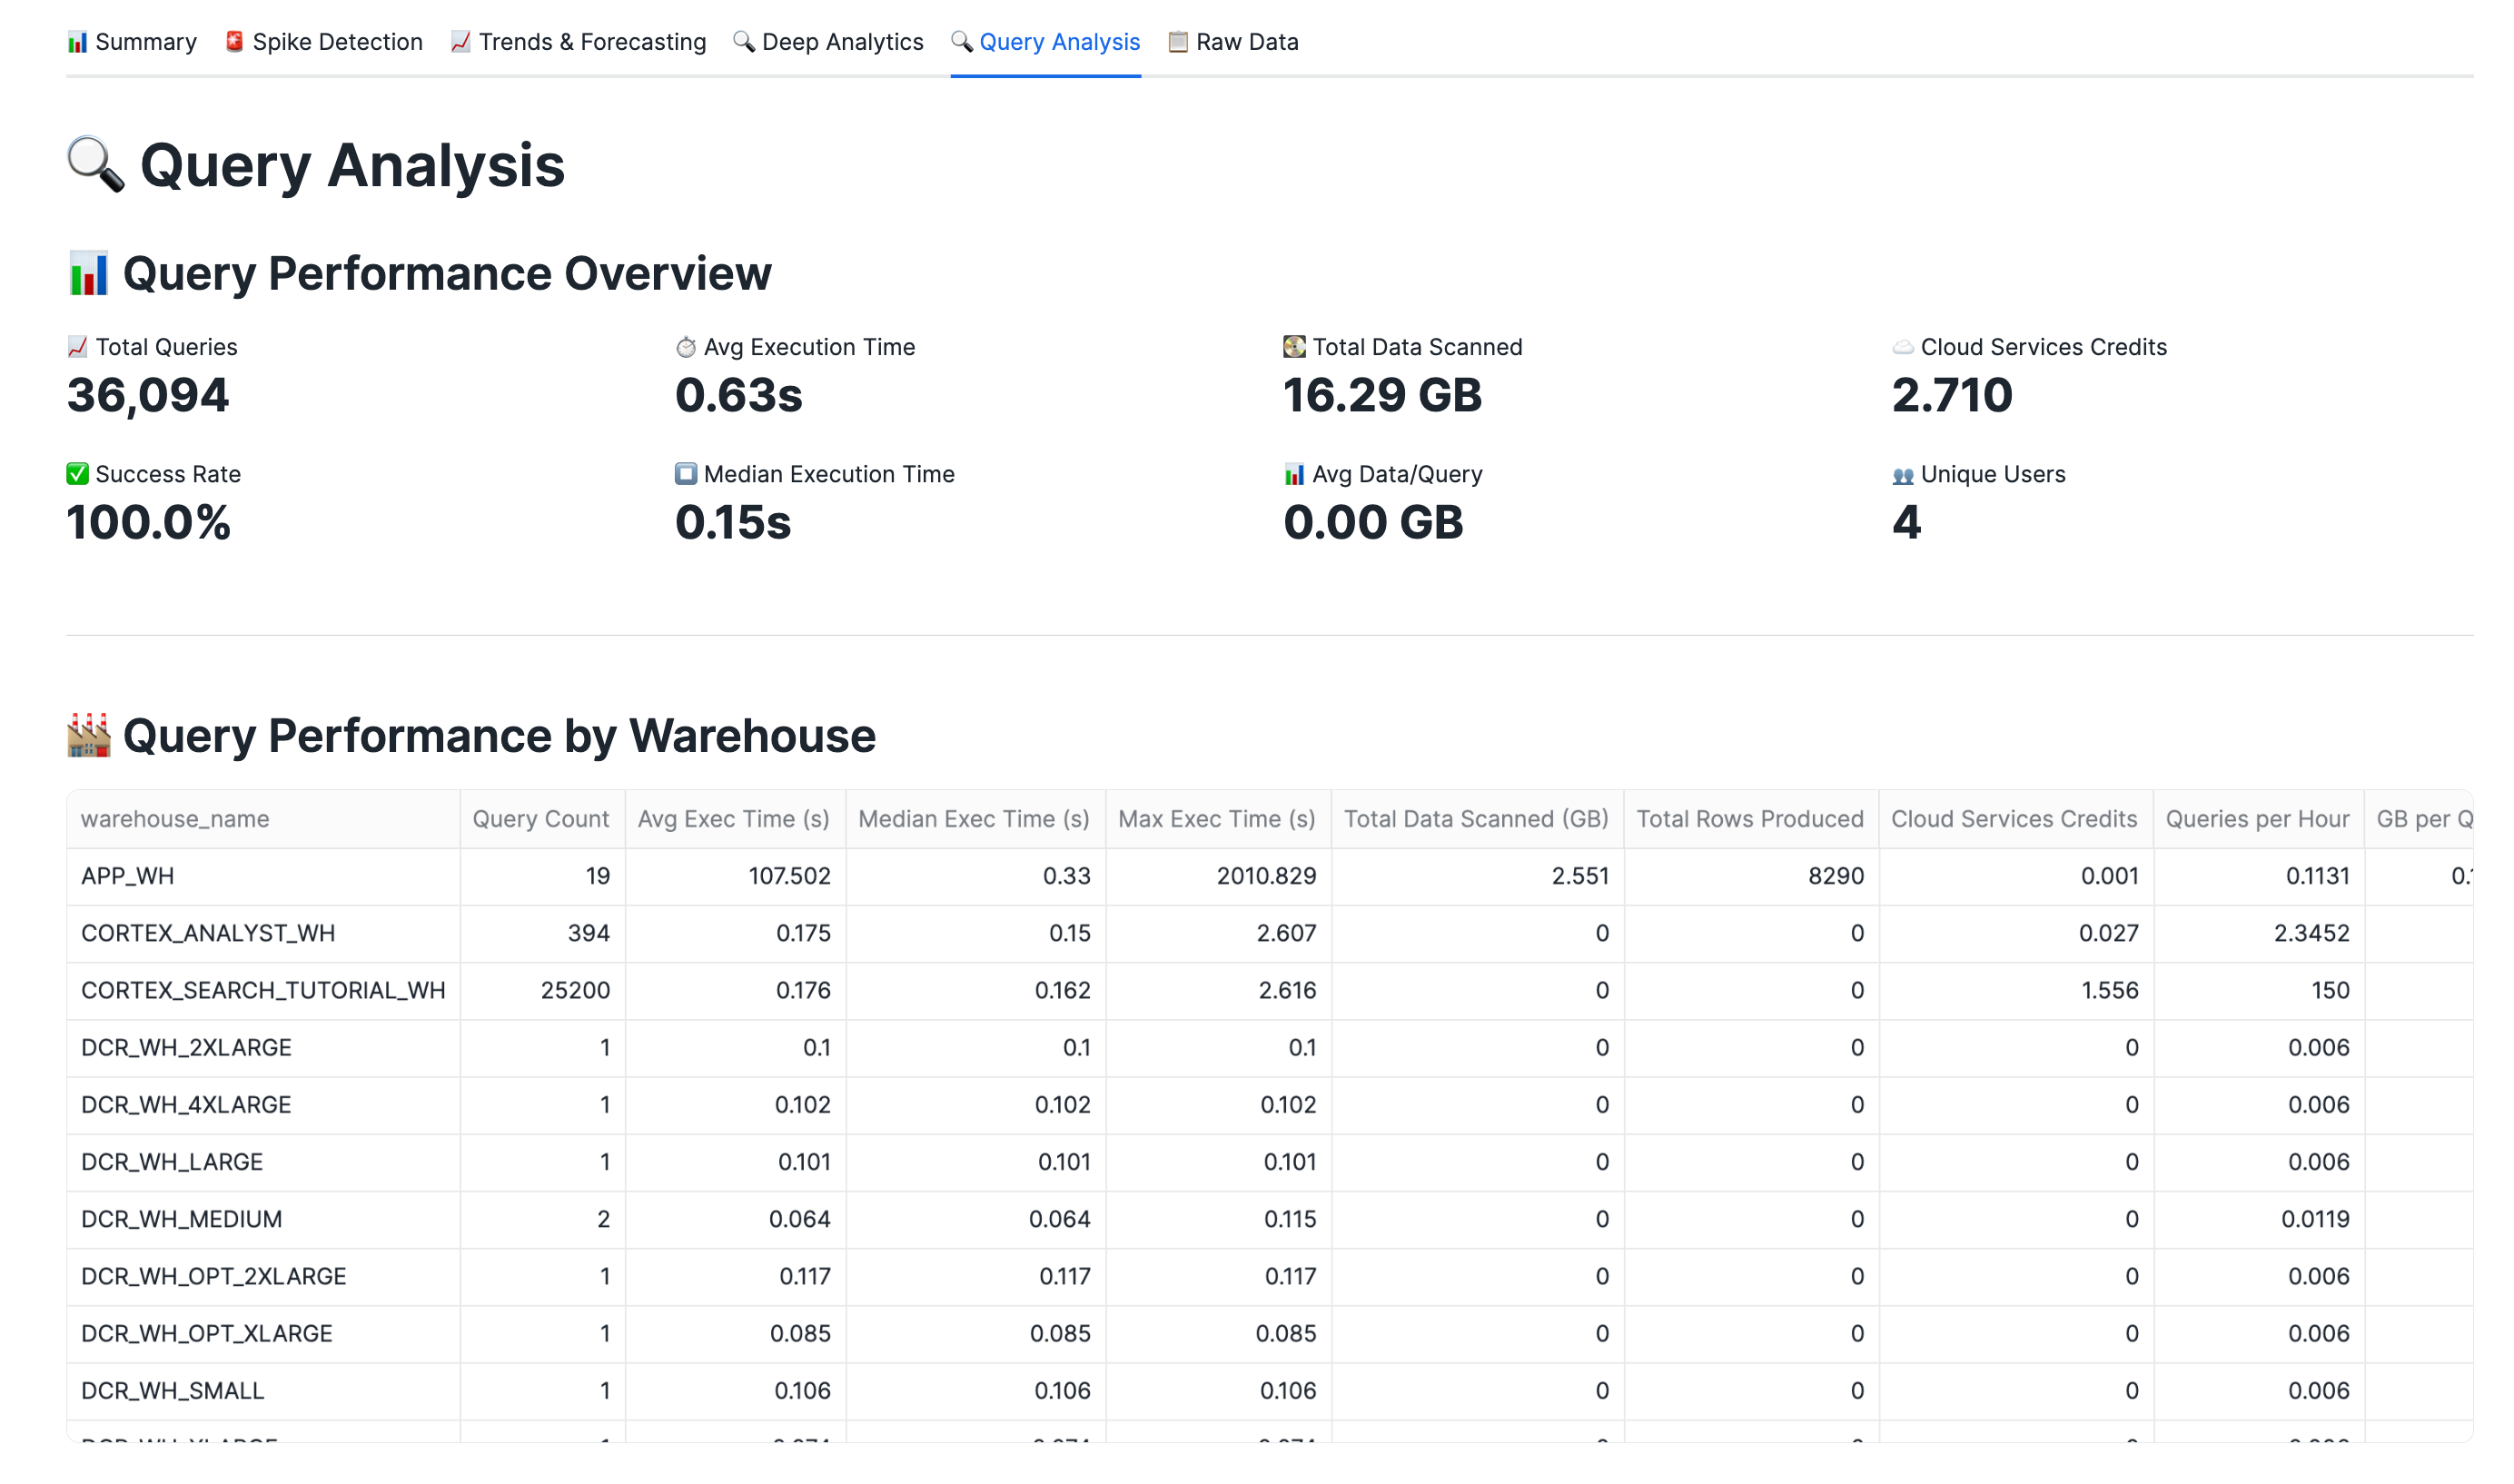 Summary Spike Detection Trends & Forecasting Deep Analytics Query Analysis Raw Data
Query Analysis
Query Performance Overview
Total Queries Avg Execution Time Total Data Scanned Cloud Services Credits
36,094 0.63s 16.29 GB 2.710
Success Rate Median Execution Time Avg Data/Query Unique Users
100.0% 0.15s 0.00 GB 4
Query Performance by Warehouse
warehouse_name Query Count Avg Exec Time (s) Median Exec Time (s) Max Exec Time (s) Total Data Scanned (GB) Total Rows Produced Cloud Services Credits Queries per Hour GB per
APP_WH 19 107.502 0.33 2010.829 2.551 8290 0.001 0.1131
CORTEX_ANALYST_WH 394 0.175 0.15 2.607 0 0 0.027 2.3452
CORTEX_SEARCH_TUTORIAL_WH 25200 0.176 0.162 2.616 0 0 1.556 150
DCR_WH_2XLARGE 1 0.1 0.1 0.1 0 0 0 0.006
DCR_WH_4XLARGE 1 0.102 0.102 0.102 0 0 0 0.006
DCR_WH_LARGE 1 0.101 0.101 0.101 0 0 0 0.006
DCR_WH_MEDIUM 2 0.064 0.064 0.115 0 0 0 0.0119
DCR_WH_OPT_2XLARGE 1 0.117 0.117 0.117 0 0 0 0.006
DCR_WH_OPT_XLARGE 1 0.085 0.085 0.085 0 0 0 0.006
DCR_WH_SMALL 1 0.106 0.106 0.106 0 0 0 0.006